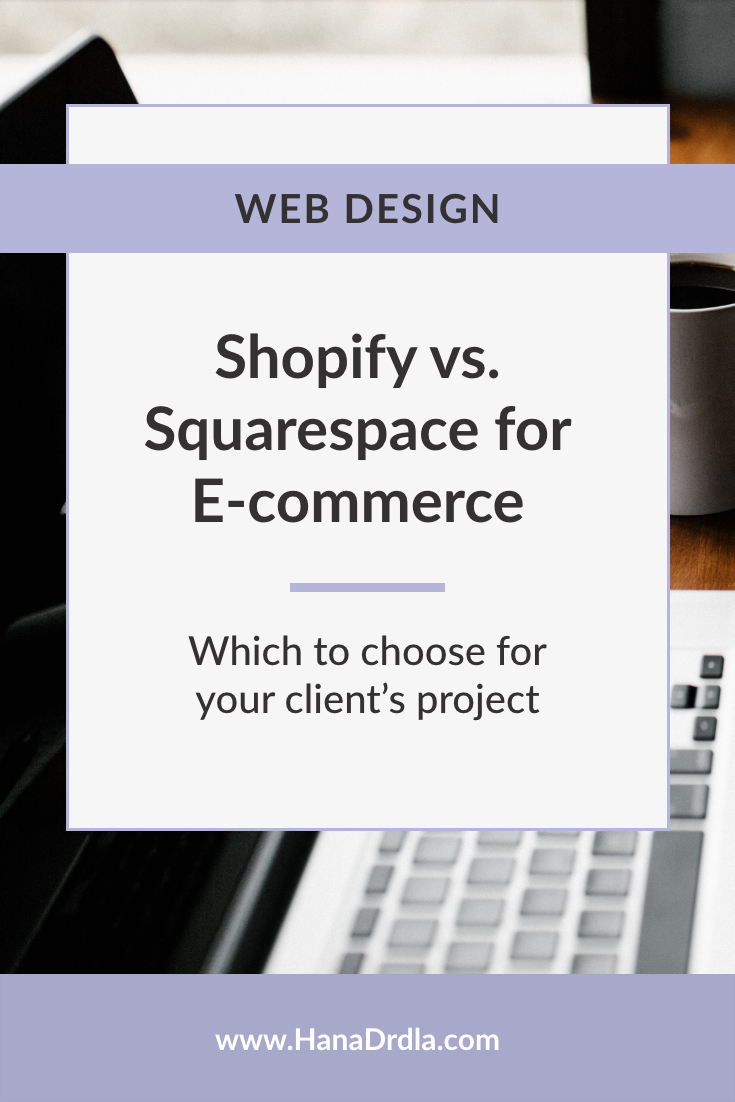 WEB DESIGN
Shopify vs.
Squarespace for
E-commerce
Which to choose for
your client’s project
www.HanaDrdla.com